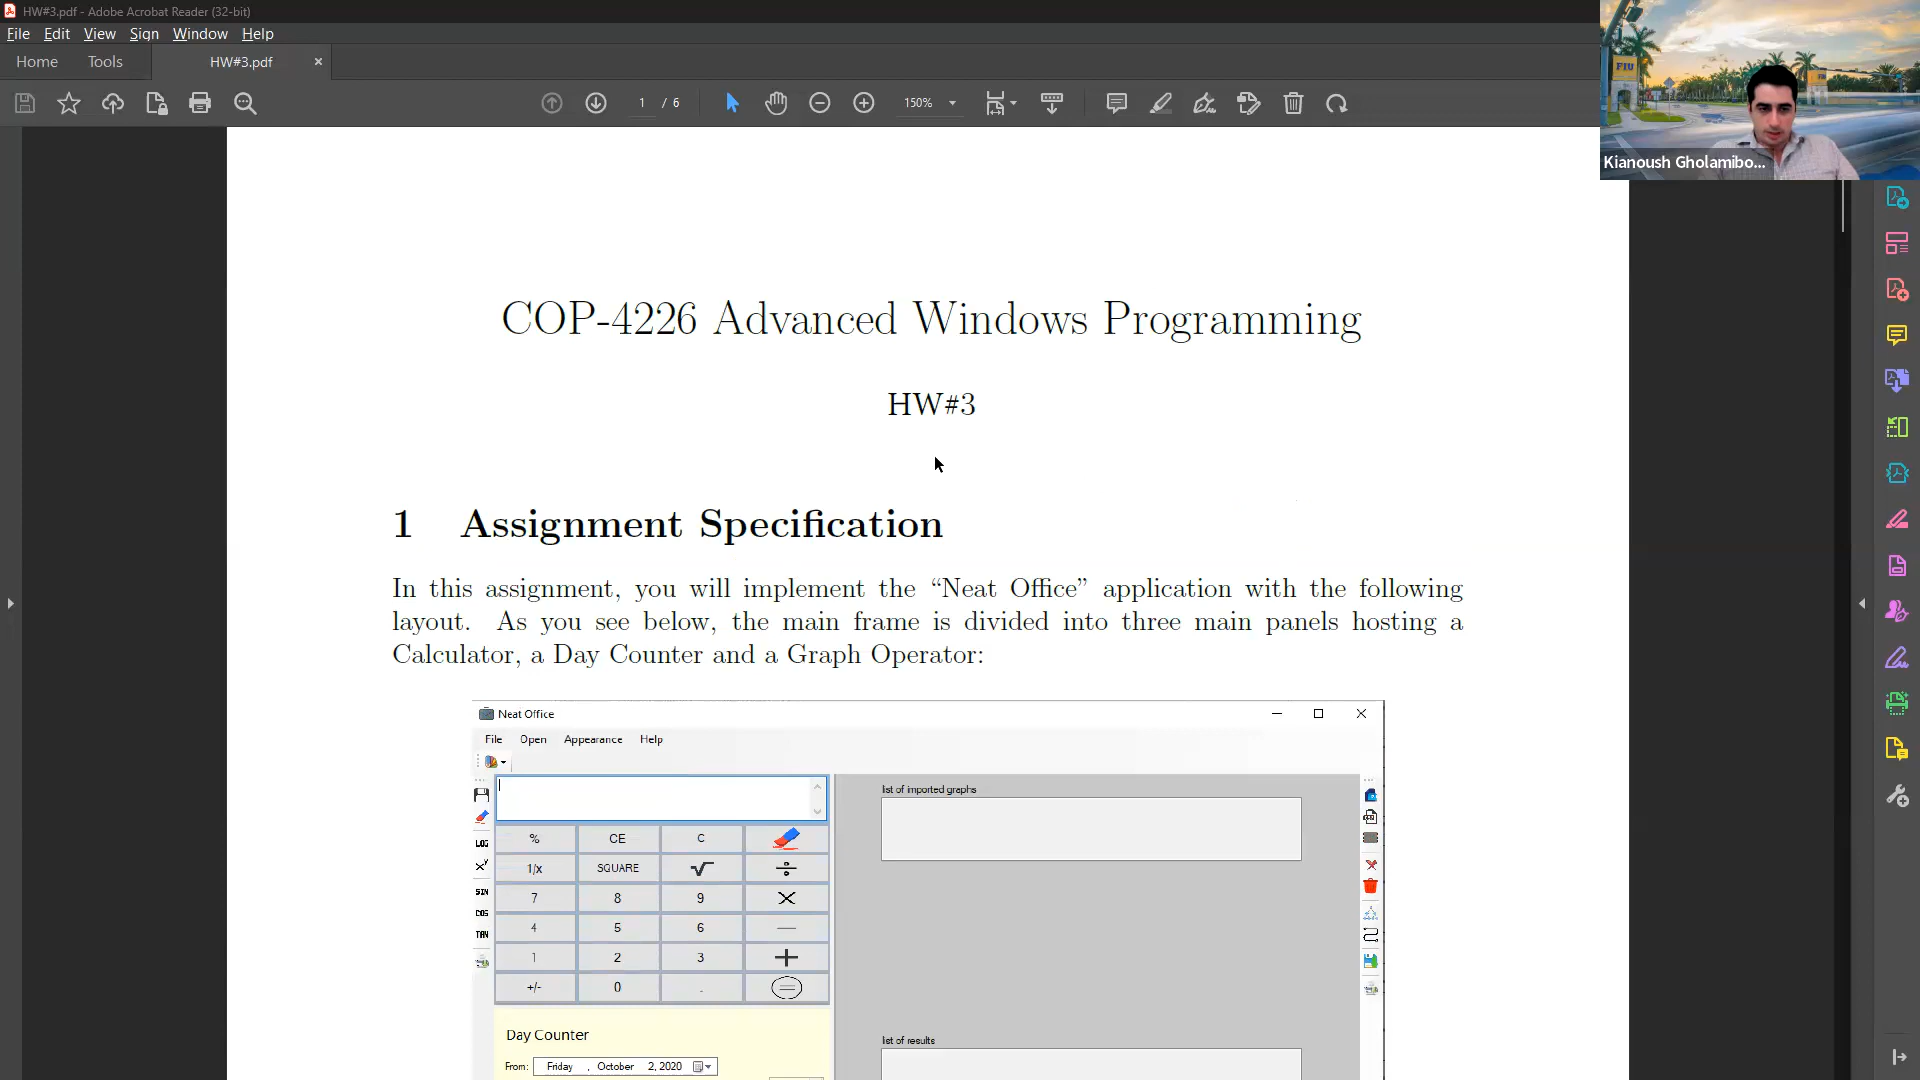 HW#3.pdf - Adobe Acrobat Reader (32-bit)
File Edit View Sign Window Help
Home Tools HW#3.pdf ×
1 / 6 150%
FIU
Kianoush Gholamibo...
COP-4226 Advanced Windows Programming
HW#3
1 Assignment Specification
In this assignment, you will implement the “Neat Office” application with the following
layout. As you see below, the main frame is divided into three main panels hosting a
Calculator, a Day Counter and a Graph Operator:
Neat Office
File Open Appearance Help
list of imported graphs
% CE C
LOG
1/x SQUARE √ ÷
X^Y
7 8 9 ×
SIN
COS
4 5 6 —
TAN
1 2 3 +
+/- 0 . =
Day Counter
list of results
From: Friday , October 2, 2020